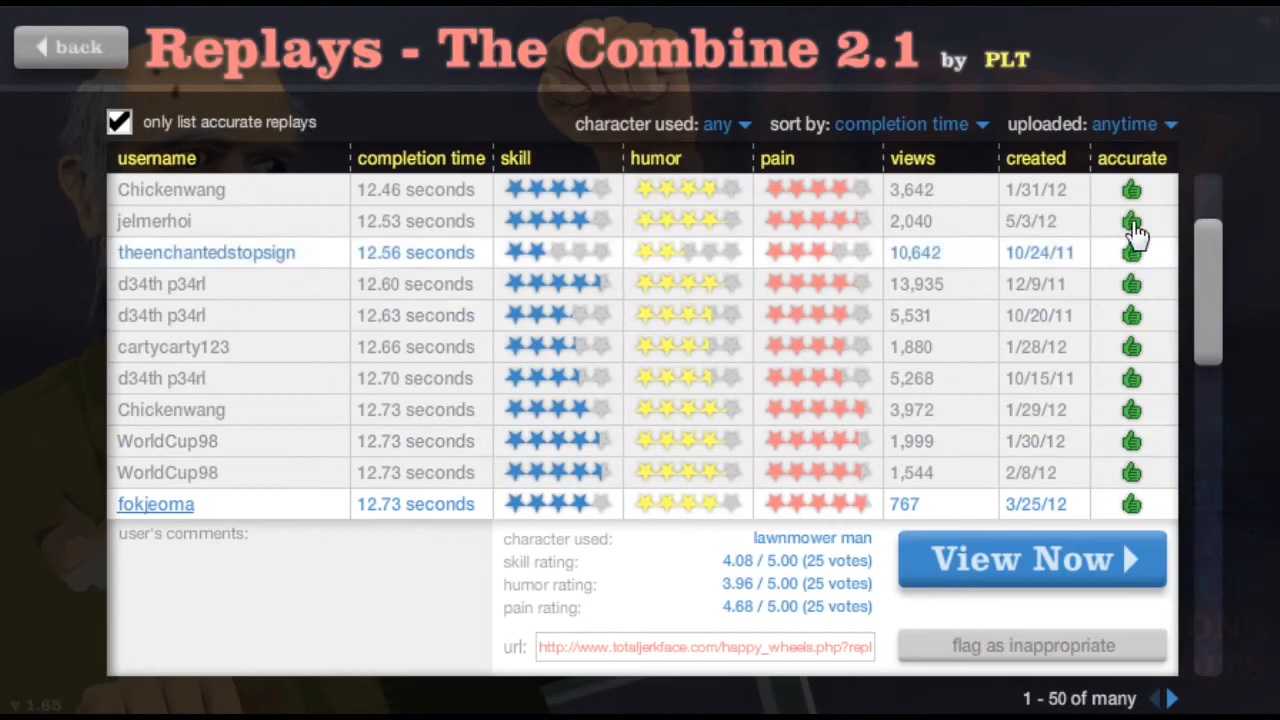 back
Replays - The Combine 2.1 by PLT
only list accurate replays character used: any sort by: completion time uploaded: anytime
username completion time skill humor pain views created accurate
Chickenwang 12.46 seconds 3,642 1/31/12
jelmerhoi 12.53 seconds 2,040 5/3/12
theenchantedstopsign 12.56 seconds 10,642 10/24/11
d34th p34rl 12.60 seconds 13,935 12/9/11
d34th p34rl 12.63 seconds 5,531 10/20/11
cartycarty123 12.66 seconds 1,880 1/28/12
d34th p34rl 12.70 seconds 5,268 10/15/11
Chickenwang 12.73 seconds 3,972 1/29/12
WorldCup98 12.73 seconds 1,999 1/30/12
WorldCup98 12.73 seconds 1,544 2/8/12
fokjeoma 12.73 seconds 767 3/25/12
user's comments:
character used: lawnmower man
skill rating: 4.08 / 5.00 (25 votes)
humor rating: 3.96 / 5.00 (25 votes)
pain rating: 4.68 / 5.00 (25 votes)
url: http://www.totaljerkface.com/happy_wheels.php?repl
View Now
flag as inappropriate
v 1.65
1 - 50 of many